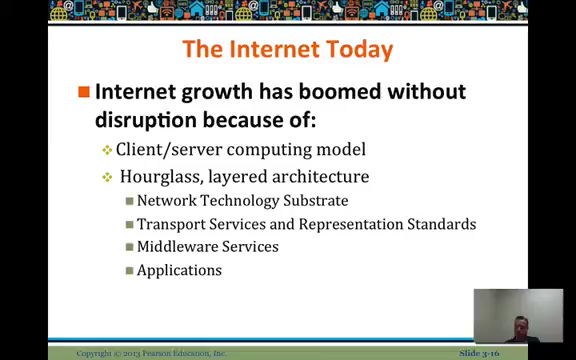 The Internet Today
Internet growth has boomed without
disruption because of:
Client/server computing model
Hourglass, layered architecture
Network Technology Substrate
Transport Services and Representation Standards
Middleware Services
Applications
Copyright © 2013 Pearson Education, Inc.
Slide 3-16